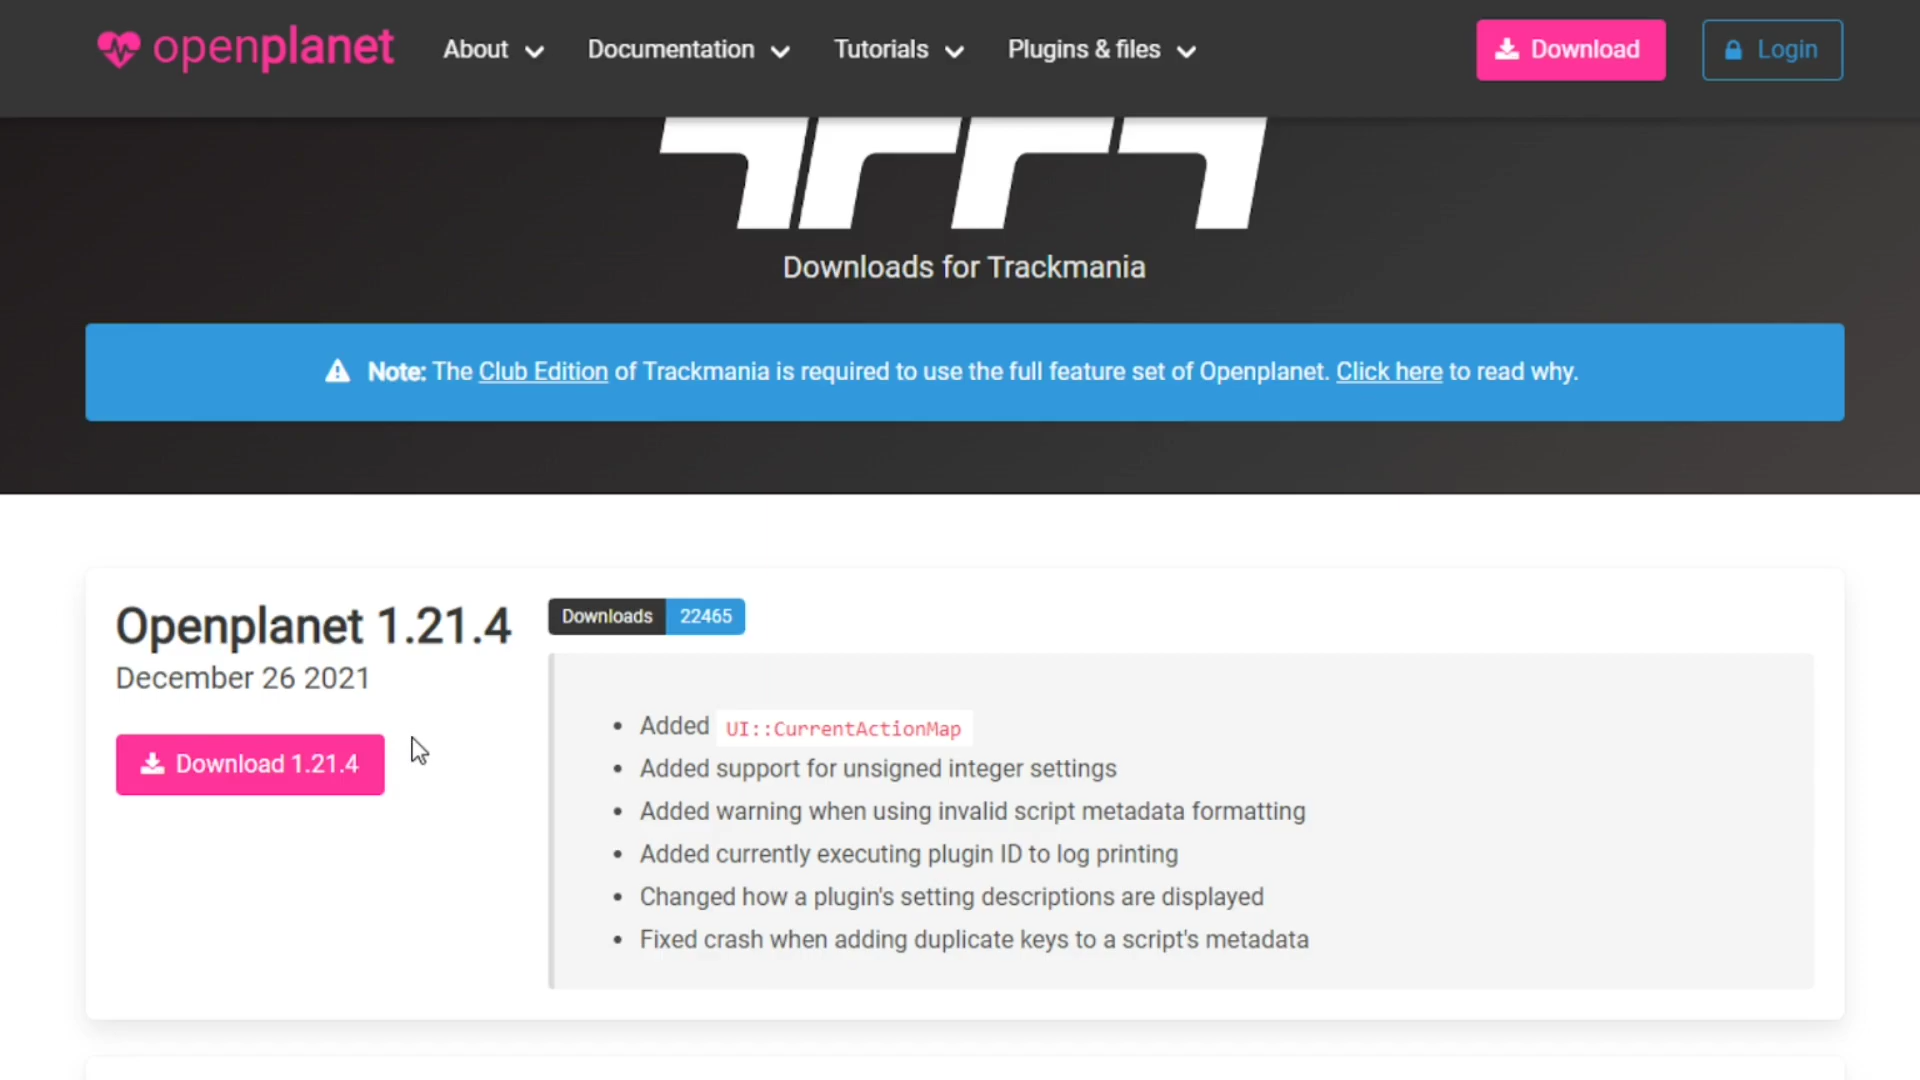 openplanet About Documentation Tutorials Plugins & files Download Login
Downloads for Trackmania
Note: The Club Edition of Trackmania is required to use the full feature set of Openplanet. Click here to read why.
Openplanet 1.21.4
December 26 2021
Download 1.21.4
Downloads 22465
• Added UI::CurrentActionMap
• Added support for unsigned integer settings
• Added warning when using invalid script metadata formatting
• Added currently executing plugin ID to log printing
• Changed how a plugin's setting descriptions are displayed
• Fixed crash when adding duplicate keys to a script's metadata